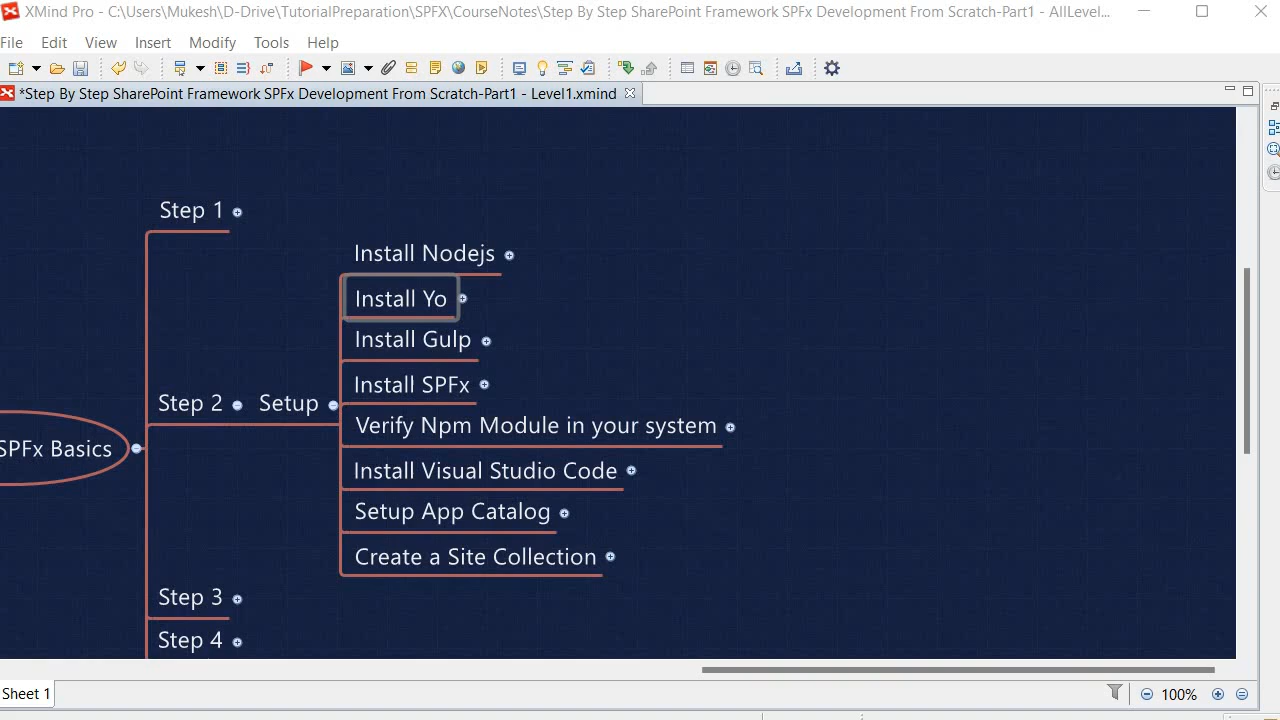 XMind Pro - C:\Users\Mukesh\D-Drive\TutorialPreparation\SPFX\CourseNotes\Step By Step SharePoint Framework SPFx Development From Scratch-Part1 - AllLevel...
File Edit View Insert Modify Tools Help
*Step By Step SharePoint Framework SPFx Development From Scratch-Part1 - Level1.xmind
Step 1
Install Nodejs
Install Yo
Install Gulp
Install SPFx
Step 2
Setup
Verify Npm Module in your system
SPFx Basics
Install Visual Studio Code
Setup App Catalog
Create a Site Collection
Step 3
Step 4
Sheet 1
100%